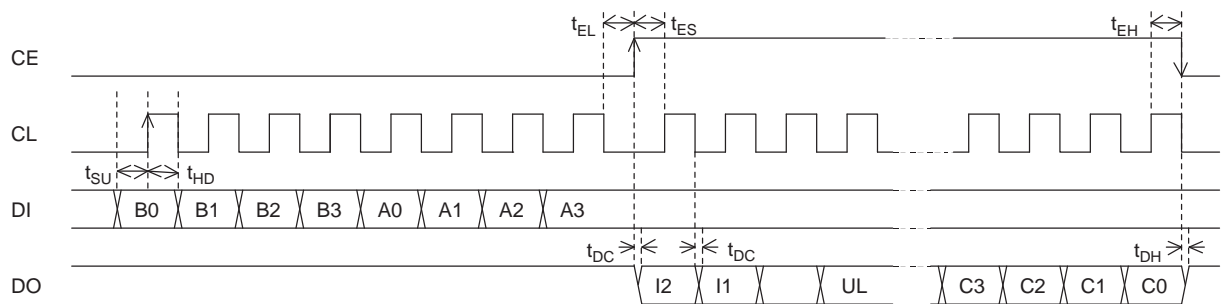 tEL tES tEH
CE
CL
tSU tHD
DI B0 B1 B2 B3 A0 A1 A2 A3
tDC tDC tDH
DO I2 I1 UL C3 C2 C1 C0